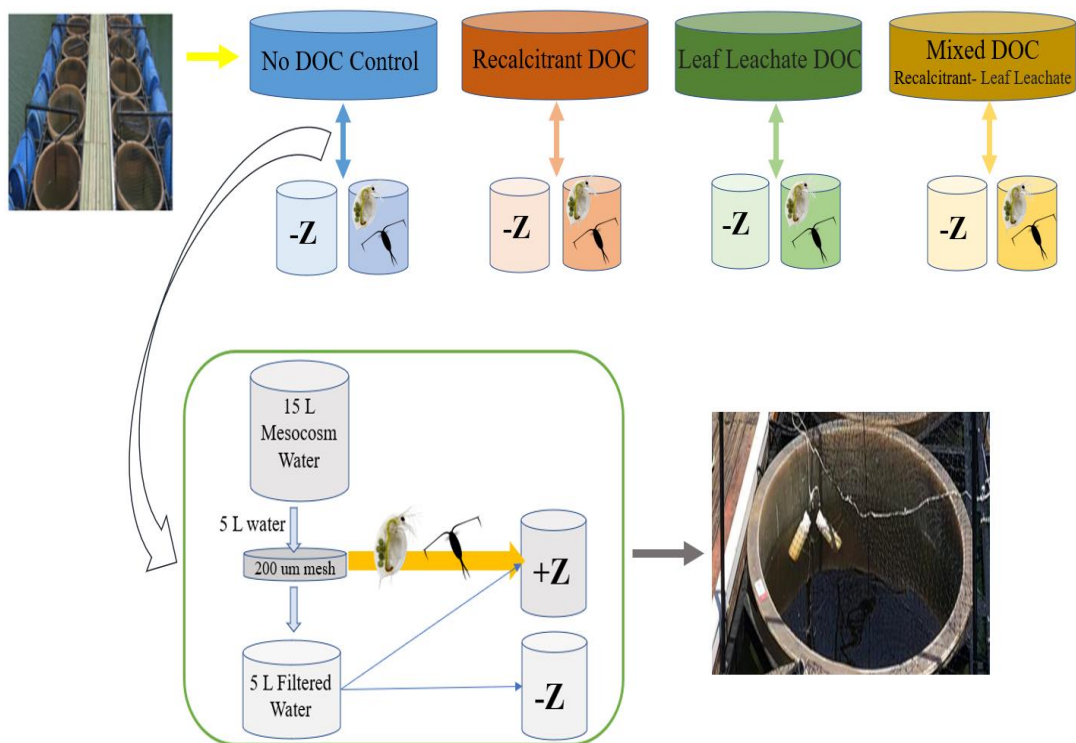 No DOC Control
Recalcitrant DOC
Leaf Leachate DOC
Mixed DOC
Recalcitrant- Leaf Leachate
-Z
-Z
-Z
-Z
15 L
Mesocosm
Water
5 L water
200 um mesh
+Z
5 L Filtered
Water
-Z